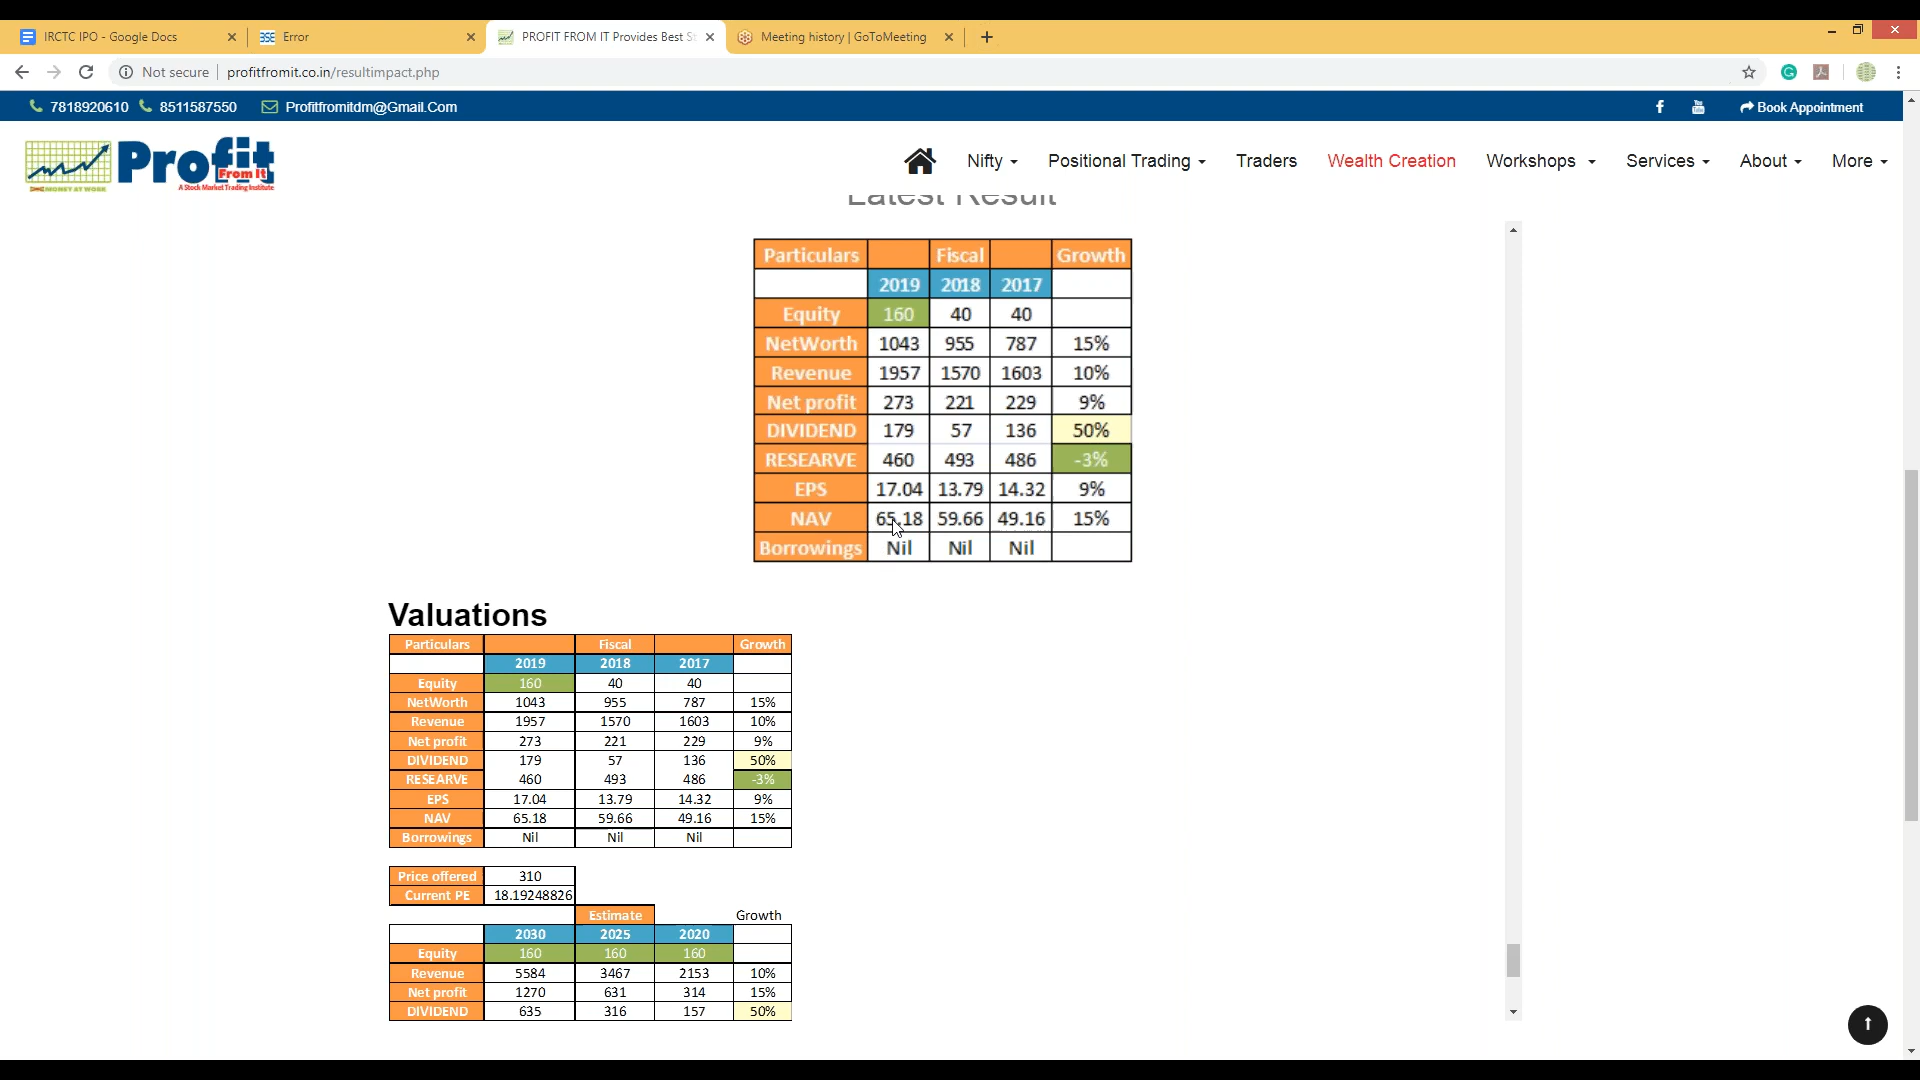 IRCTC IPO - Google Docs
BSE Error
PROFIT FROM IT Provides Best S
Meeting history | GoToMeeting
Not secure profitfromit.co.in/resultimpact.php
7818920610 8511587550 Profitfromitdm@Gmail.Com
Book Appointment
Profit
From It
MONEY AT WORK A Stock Market Trading Institute
Nifty Positional Trading Traders Wealth Creation Workshops Services About More
Latest Result
Particulars Fiscal Growth
2019 2018 2017
Equity 160 40 40
NetWorth 1043 955 787 15%
Revenue 1957 1570 1603 10%
Net profit 273 221 229 9%
DIVIDEND 179 57 136 50%
RESEARVE 460 493 486 -3%
EPS 17.04 13.79 14.32 9%
NAV 65.18 59.66 49.16 15%
Borrowings Nil Nil Nil
Valuations
Particulars Fiscal Growth
2019 2018 2017
Equity 160 40 40
NetWorth 1043 955 787 15%
Revenue 1957 1570 1603 10%
Net profit 273 221 229 9%
DIVIDEND 179 57 136 50%
RESEARVE 460 493 486 -3%
EPS 17.04 13.79 14.32 9%
NAV 65.18 59.66 49.16 15%
Borrowings Nil Nil Nil
Price offered 310
Current PE 18.19248826
Estimate Growth
2030 2025 2020
Equity 160 160 160
Revenue 5584 3467 2153 10%
Net profit 1270 631 314 15%
DIVIDEND 635 316 157 50%